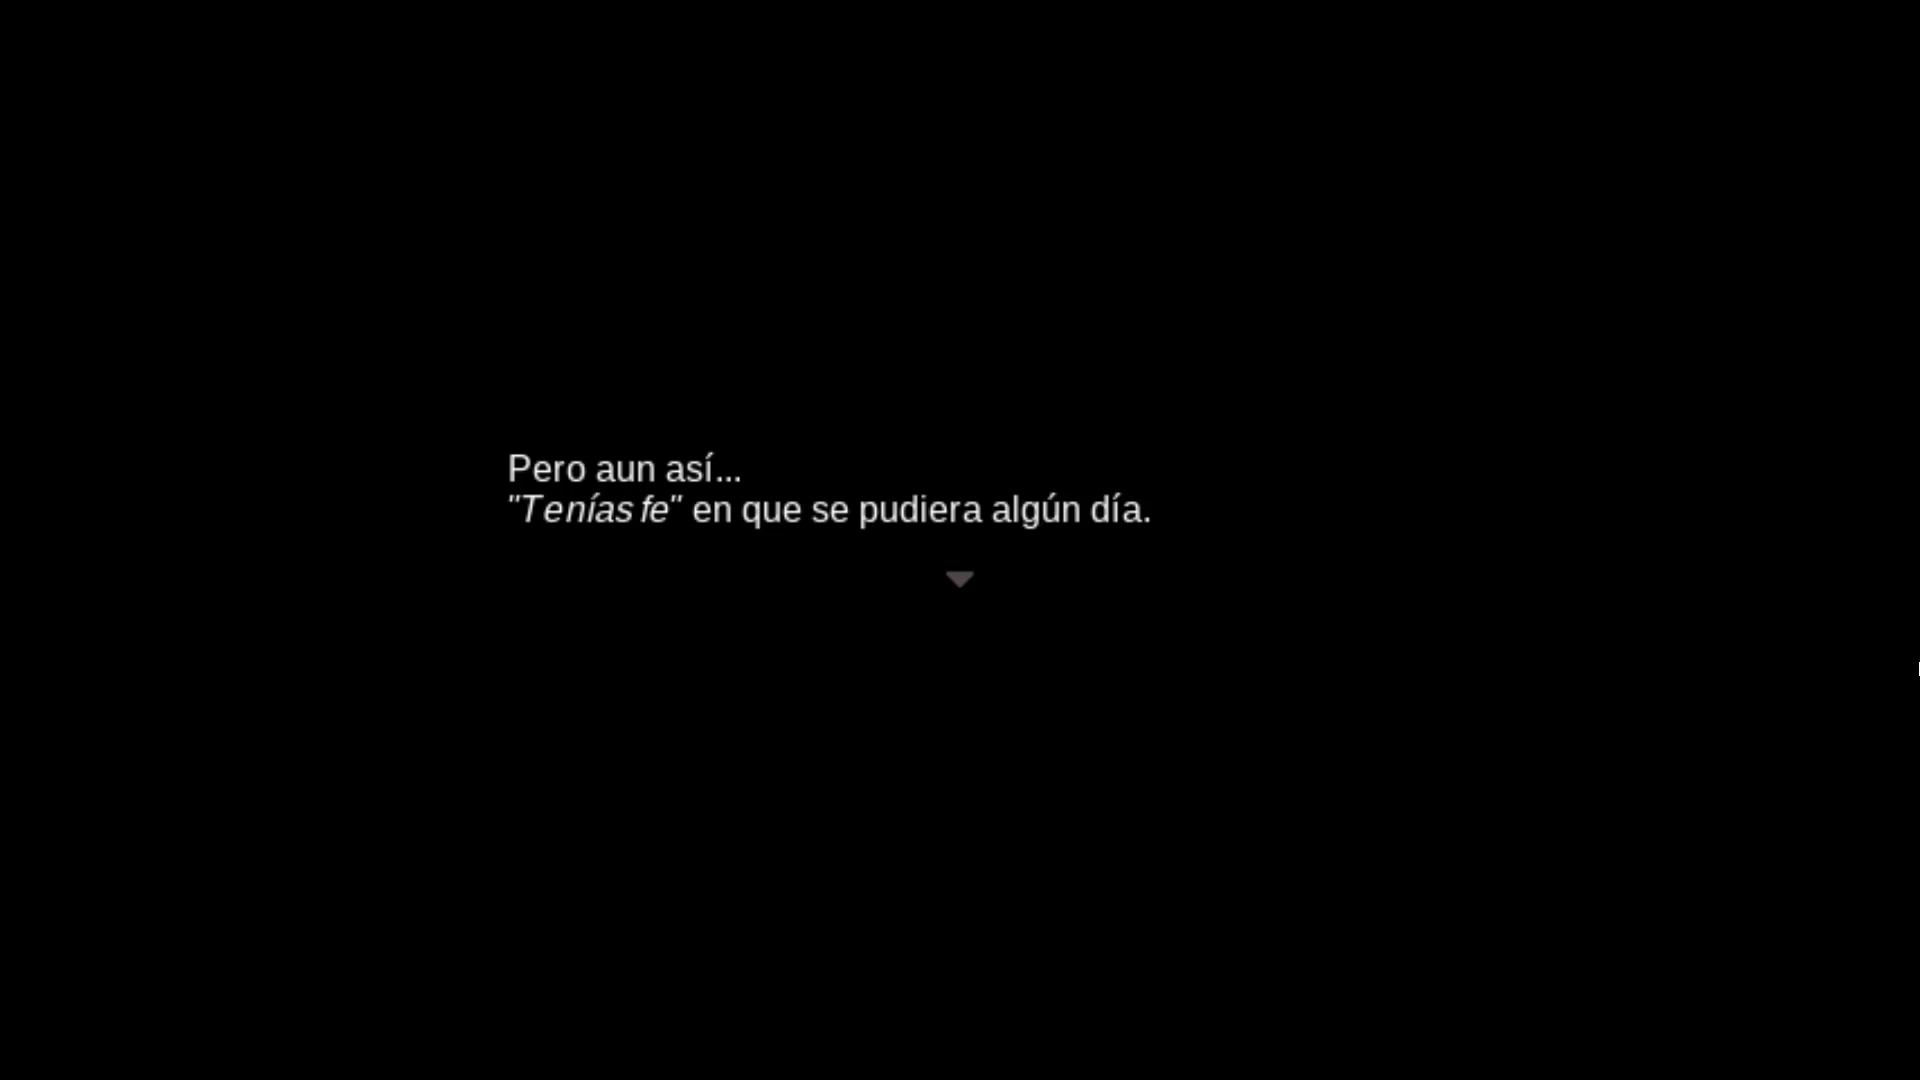 Pero aun así...
"Tenías fe" en que se pudiera algún día.